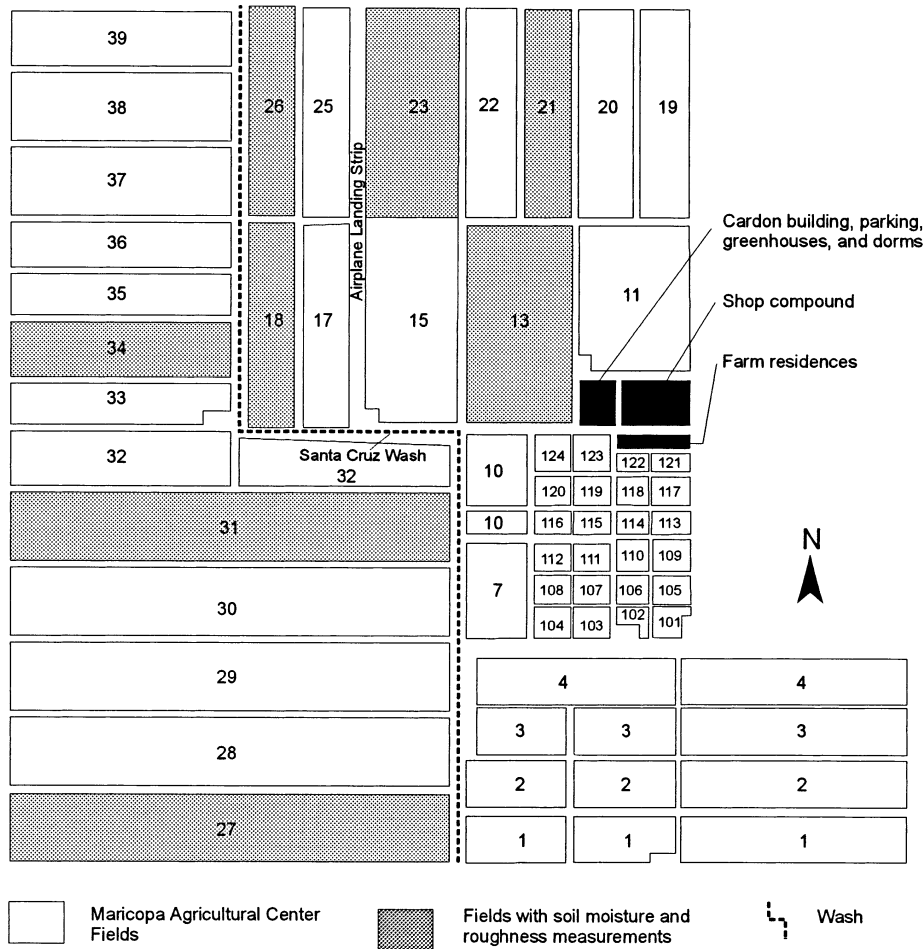 39
38
37
36
35
34
33
32
26
25
23
22
21
20
19
Airplane Landing Strip
18
17
15
13
11
Cardon building, parking,
greenhouses, and dorms
Shop compound
Farm residences
Santa Cruz Wash
32
31
30
29
28
27
10
10
7
124 123 122 121
120 119 118 117
116 115 114 113
112 111 110 109
108 107 106 105
104 103 102 101
N
4 4
3 3 3
2 2 2
1 1 1
Maricopa Agricultural Center
Fields
Fields with soil moisture and
roughness measurements
Wash